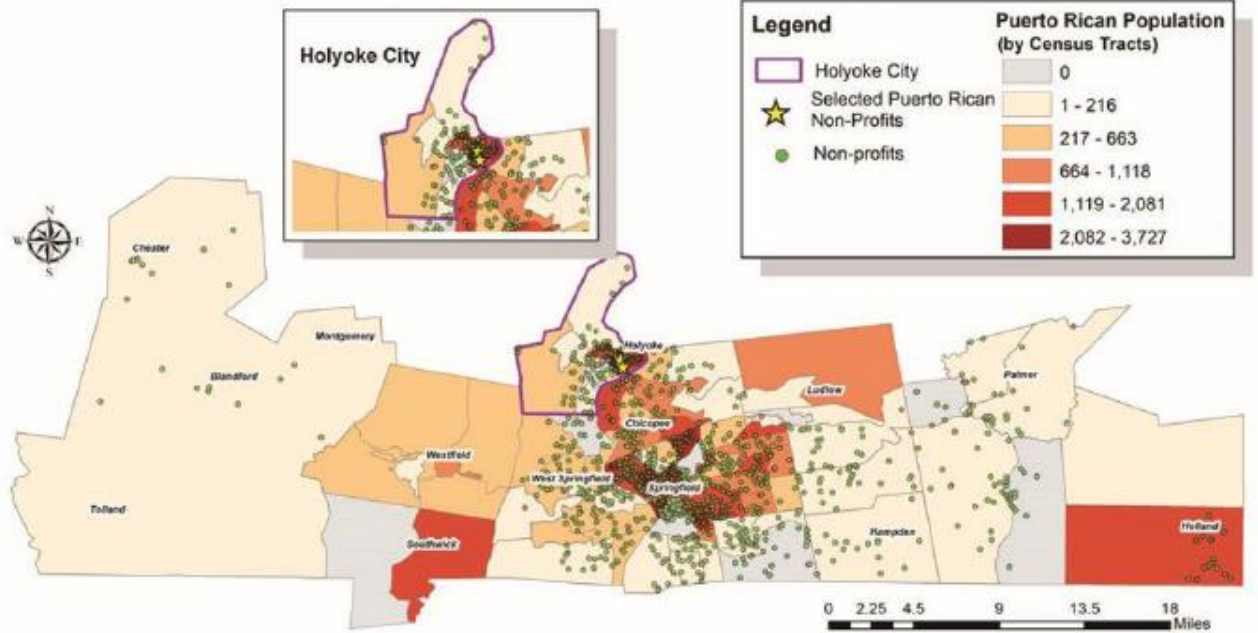 Holyoke City
Legend
Holyoke City
Selected Puerto Rican
Non-Profits
Non-profits
Puerto Rican Population
(by Census Tracts)
0
1 - 216
217 - 663
664 - 1,118
1,119 - 2,081
2,082 - 3,727
N
W E
S
Chester
Montgomery
Blandford
Tolland
Westfield
Southwick
Holyoke
Chicopee
West Springfield
Springfield
Ludlow
Palmer
Hampden
Holland
0 2.25 4.5 9 13.5 18
Miles